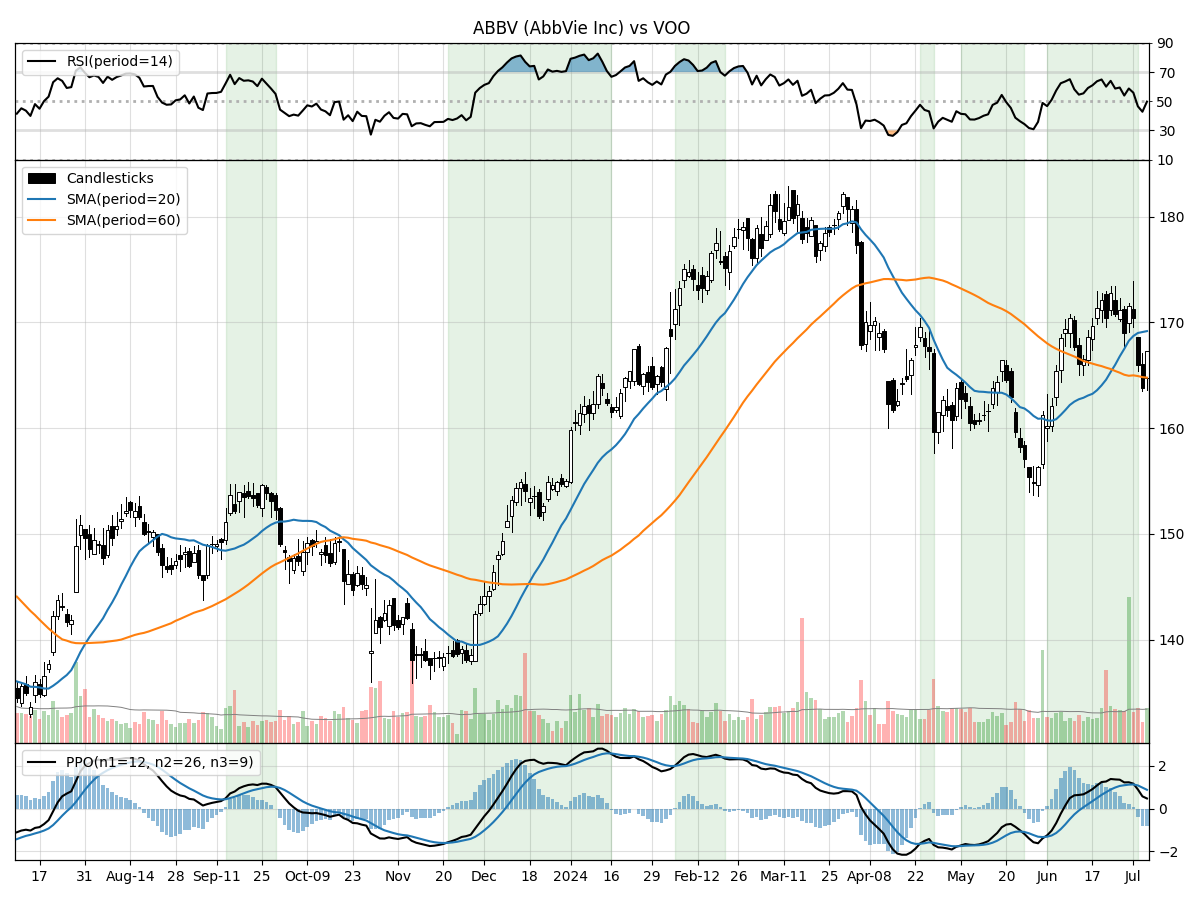 ABBV (AbbVie Inc) vs VOO
RSI(period=14)
90
70
50
30
10
Candlesticks
SMA(period=20)
SMA(period=60)
180
170
160
150
140
PPO(n1=12, n2=26, n3=9)
2
0
−2
17 31 Aug-14 28 Sep-11 25 Oct-09 23 Nov 20 Dec 18 2024 16 29 Feb-12 26 Mar-11 25 Apr-08 22 May 20 Jun 17 Jul